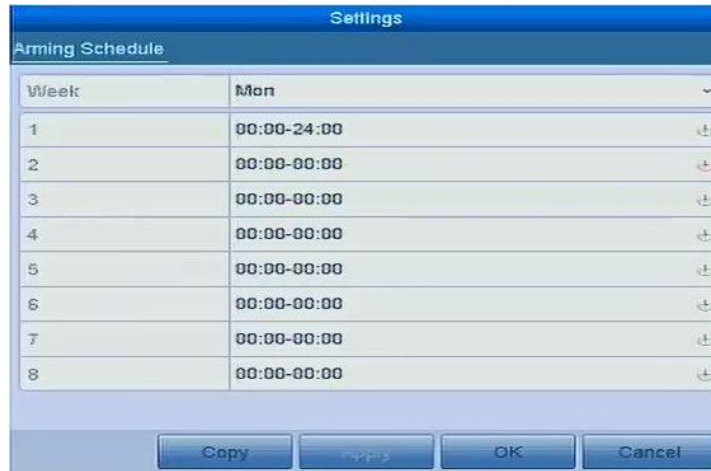 Settings
Arming Schedule
Week Mon
1 00:00-24:00
2 00:00-00:00
3 00:00-00:00
4 00:00-00:00
5 00:00-00:00
6 00:00-00:00
7 00:00-00:00
8 00:00-00:00
Copy Apply OK Cancel